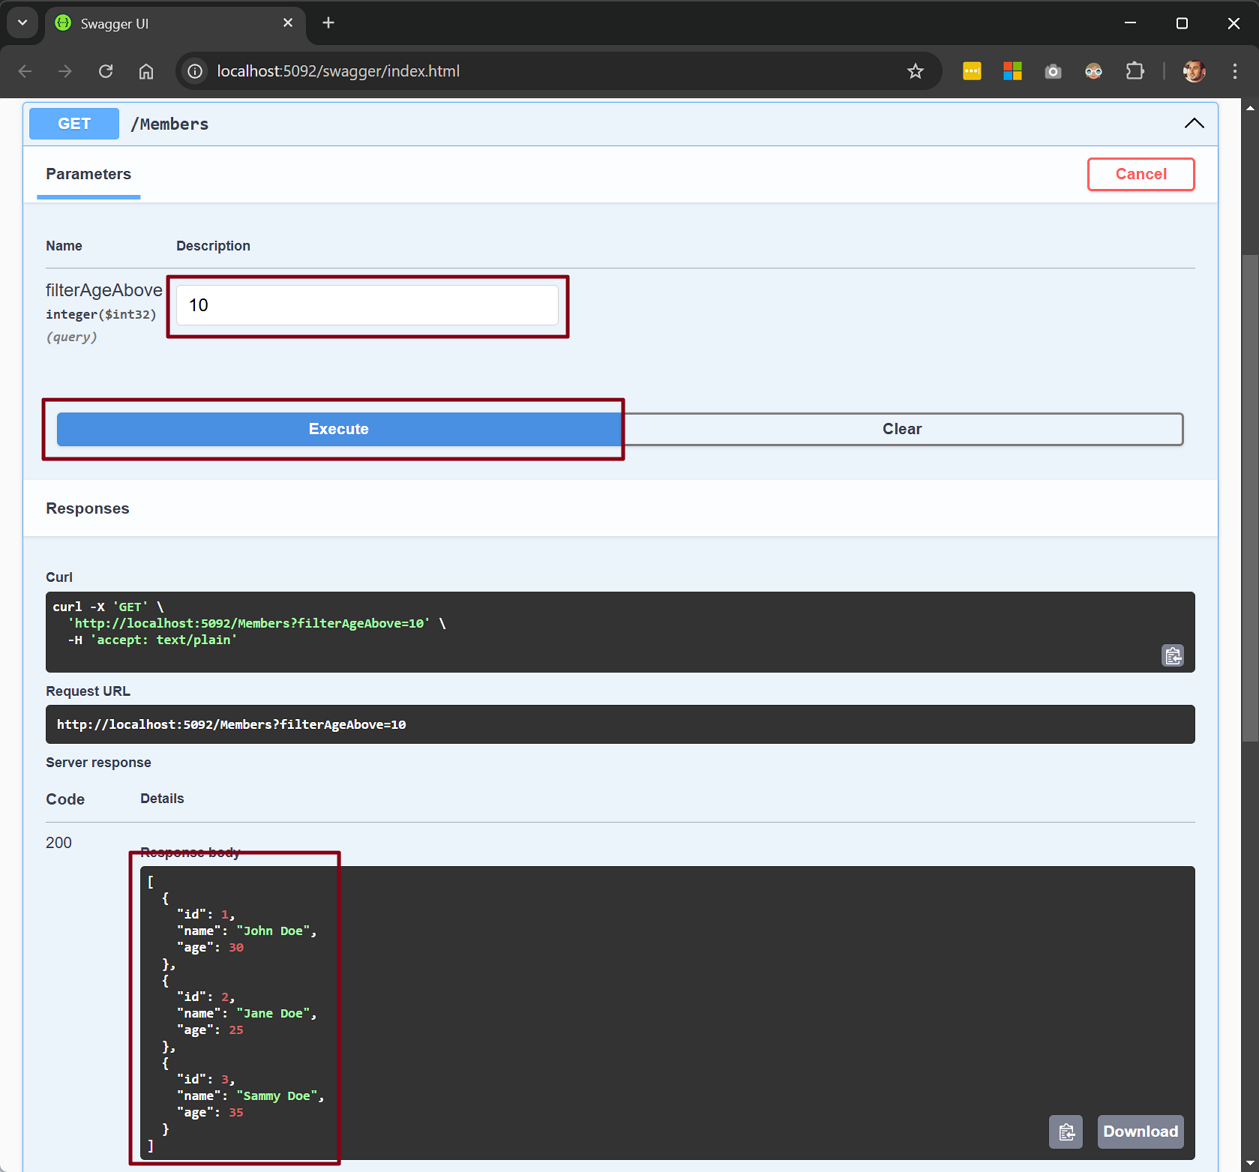 Swagger UI
localhost:5092/swagger/index.html
GET /Members
Parameters
Cancel
Name Description
filterAgeAbove
integer($int32)
(query)
10
Execute
Clear
Responses
Curl
curl -X 'GET' \
'http://localhost:5092/Members?filterAgeAbove=10' \
-H 'accept: text/plain'
Request URL
http://localhost:5092/Members?filterAgeAbove=10
Server response
Code Details
200
Response body
[
{
"id": 1,
"name": "John Doe",
"age": 30
},
{
"id": 2,
"name": "Jane Doe",
"age": 25
},
{
"id": 3,
"name": "Sammy Doe",
"age": 35
}
]
Download